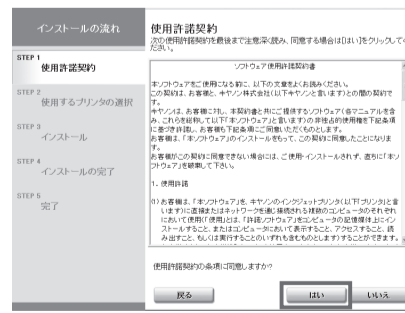 インストールの流れ
STEP 1
使用許諾契約
STEP 2
使用するプリンタの選択
STEP 3
インストール
STEP 4
インストールの完了
STEP 5
完了
使用許諾契約
次の使用許諾契約を最後まで注意深く読み、同意する場合は[はい]をクリックして
ださい。
ソフトウェア使用許諾契約書
本ソフトウェアをご使用になる前に、以下の文章をよくお読みください。
この契約は、お客様と、キヤノン株式会社(以下キヤノンと言います)との間の契約で
す。
キヤノンは、お客様に対し、本契約書と共にご提供するソフトウェア(各マニュアルを含
み、これらを総称して以下「本ソフトウェア」と言います)の非独占的使用権を下記条項
に基づき許諾し、お客様も下記条項にご同意いただくものとします。
お客様は、「本ソフトウェア」のインストールをもって、この契約に同意したことになりま
す。
お客様がこの契約に同意できない場合には、ご使用・インストールされず、直ちに「本ソ
フトウェア」を破棄して下さい。
1. 使用許諾
(1) お客様は、「本ソフトウェア」を、キヤノンのインクジェットプリンタ(以下「プリンタ」と言
います)に直接またはネットワークを通じ接続される複数のコンピュータのそれぞれ
において使用(「使用」とは、「許諾ソフトウェア」をコンピュータの記憶媒体上にイン
ストールすること、またはコンピュータにおいて表示すること、アクセスすること、読
み出すこと、もしくは実行することのいずれも含むものとします)することができます。
使用許諾契約の条項に同意しますか?
戻る
はい
いいえ